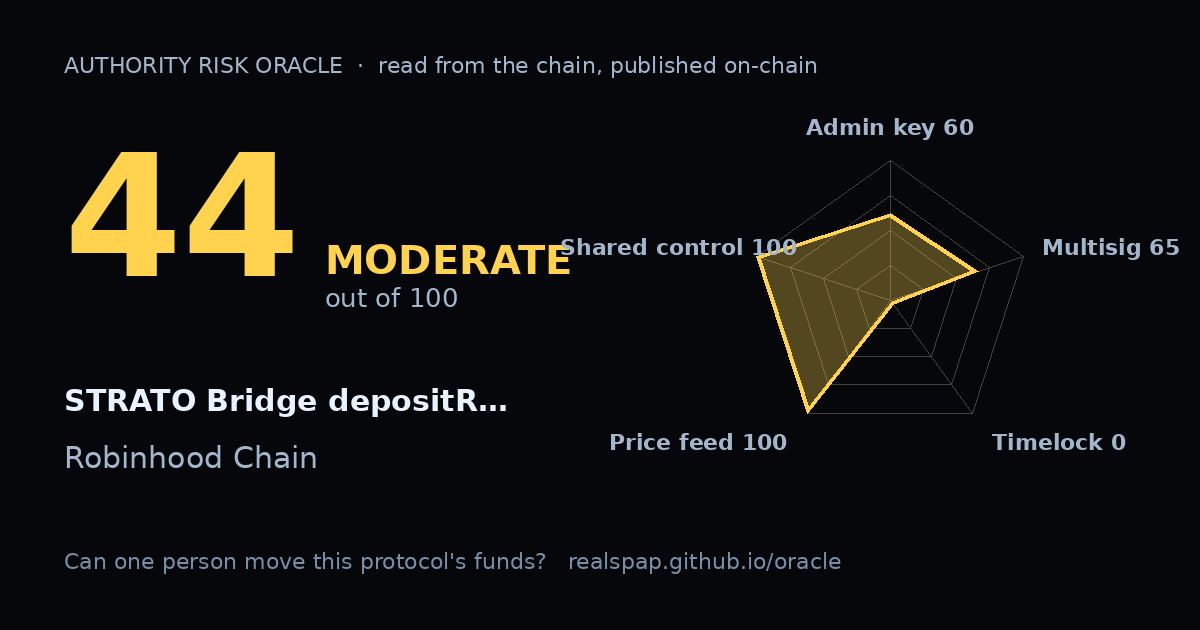 AUTHORITY RISK ORACLE · read from the chain, published on-chain
44
MODERATE
out of 100
STRATO Bridge depositR…
Robinhood Chain
Admin key 60
Shared control 100
Multisig 65
Price feed 100
Timelock 0
Can one person move this protocol's funds? realspap.github.io/oracle